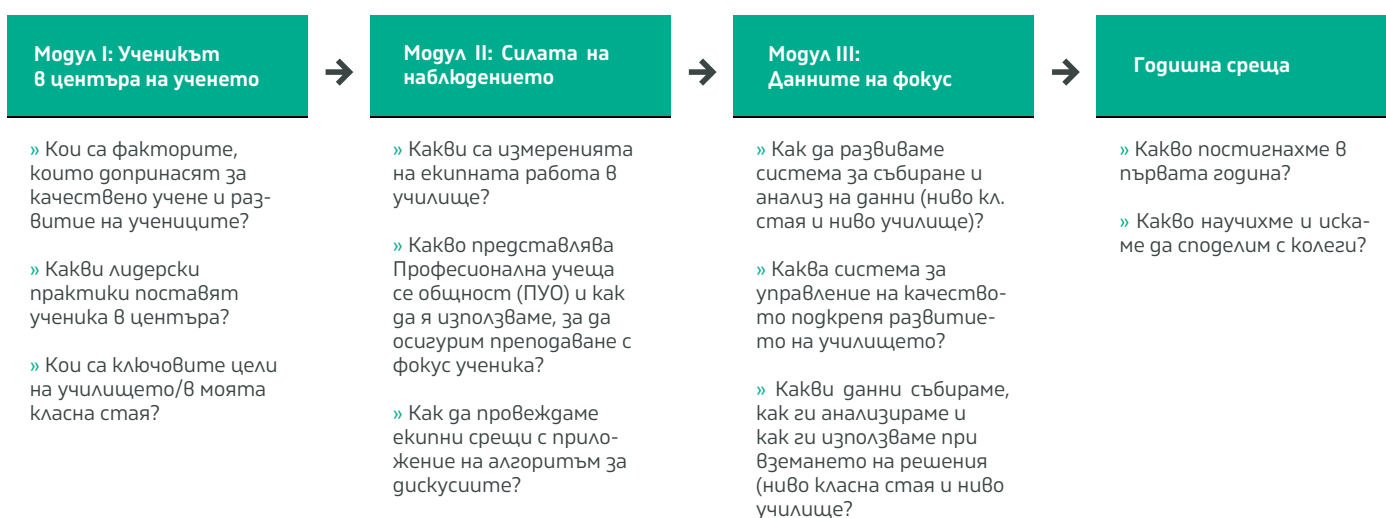 Модул I: Ученикът
в центъра на ученето
» Кои са факторите,
които допринасят за
качествено учене и раз-
витие на учениците?
» Какви лидерски
практики поставят
ученика в центъра?
» Кои са ключовите цели
на училището/в моята
класна стая?
Модул II: Силата на
наблюдението
» Какви са измеренията
на екипната работа в
училище?
» Какво представлява
Професионална учеща
се общност (ПУО) и как
да я използваме, за да
осигурим преподаване с
фокус ученика?
» Как да провеждаме
екипни срещи с прило-
жение на алгоритъм за
дискусиите?
Модул III:
Данните на фокус
» Как да развиваме
система за събиране и
анализ на данни (ниво кл.
стая и ниво училище)?
» Каква система за
управление на качество-
то подкрепя развитие-
то на училището?
» Какви данни събираме,
как ги анализираме и
как ги използваме при
вземането на решения
(ниво класна стая и ниво
училище?
Годишна среща
» Какво постигнахме в
първата година?
» Какво научихме и иска-
ме да споделим с колеги?